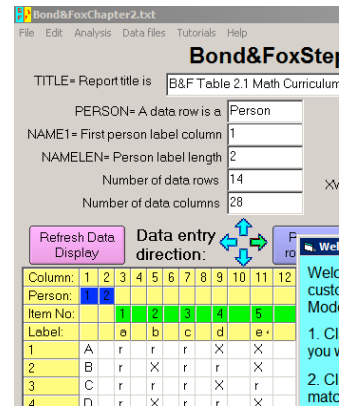 Bond&FoxChapter2.txt
File Edit Analysis Data files Tutorials Help
Bond&FoxStep
TITLE= Report title is B&F Table 2.1 Math Curriculum
PERSON= A data row is a Person
NAME1= First person label column 1
NAMELEN= Person label length 2
Number of data rows 14
Number of data columns 28
Refresh Data Display
Data entry direction:
Column: 1 2 3 4 5 6 7 8 9 10 11 12
Person: 1 2
Item No: 1 2 3 4 5
Label: a b c d e
1 A r r r X X
2 B r X r X X
3 C r r r X r
4 D r X r X X
Welc
custo
Mode
1. Cl
you w
2. Cl
matc